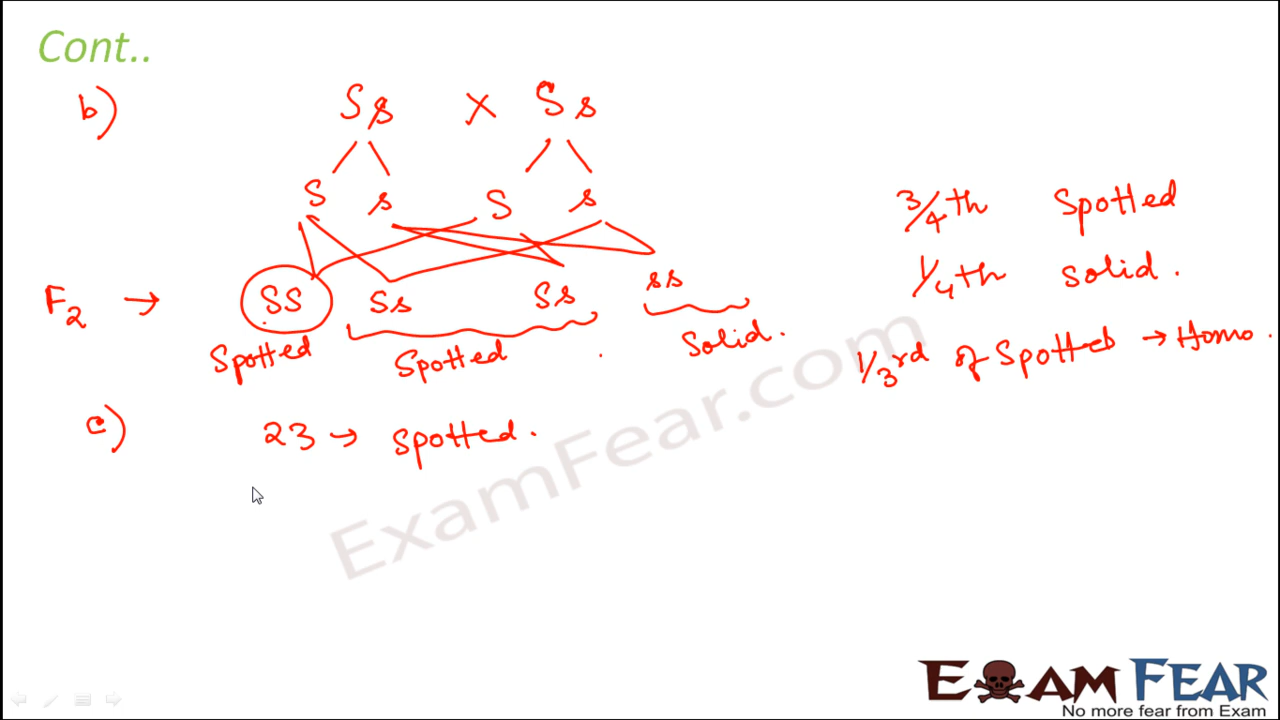 Cont..
b) Ss X Ss
S s S s
3/4th Spotted
1/4th solid.
F2 → SS Ss Ss ss
Spotted Spotted . Solid.
1/3rd of Spotted → Homo.
c) 23 → spotted.
ExamFear.com
EXAM FEAR
No more fear from Exam